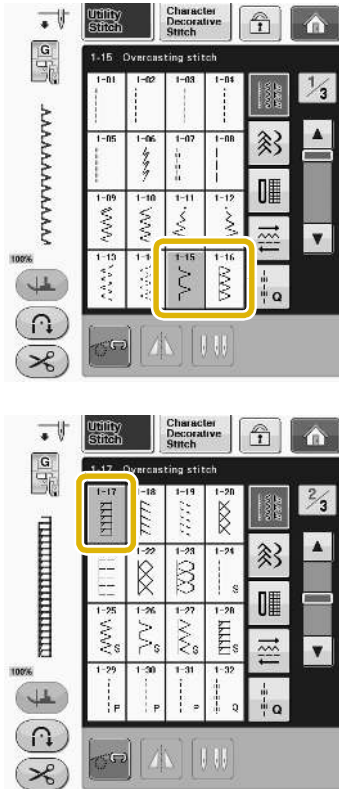 Utility Stitch
Character Decorative Stitch
G
1-15 Overcasting stitch
1-01 1-02 1-03 1-04
1/3
1-05 1-06 1-07 1-08
1-09 1-10 1-11 1-12
1-13 1-15 1-16
100%
Q
Utility Stitch
Character Decorative Stitch
G
1-17 Overcasting stitch
1-17 1-18 1-19 1-20
2/3
1-22 1-23 1-24
S
1-25 1-26 1-27 1-28
S S S S
1-29 1-30 1-31 1-32
P P P Q
100%
Q